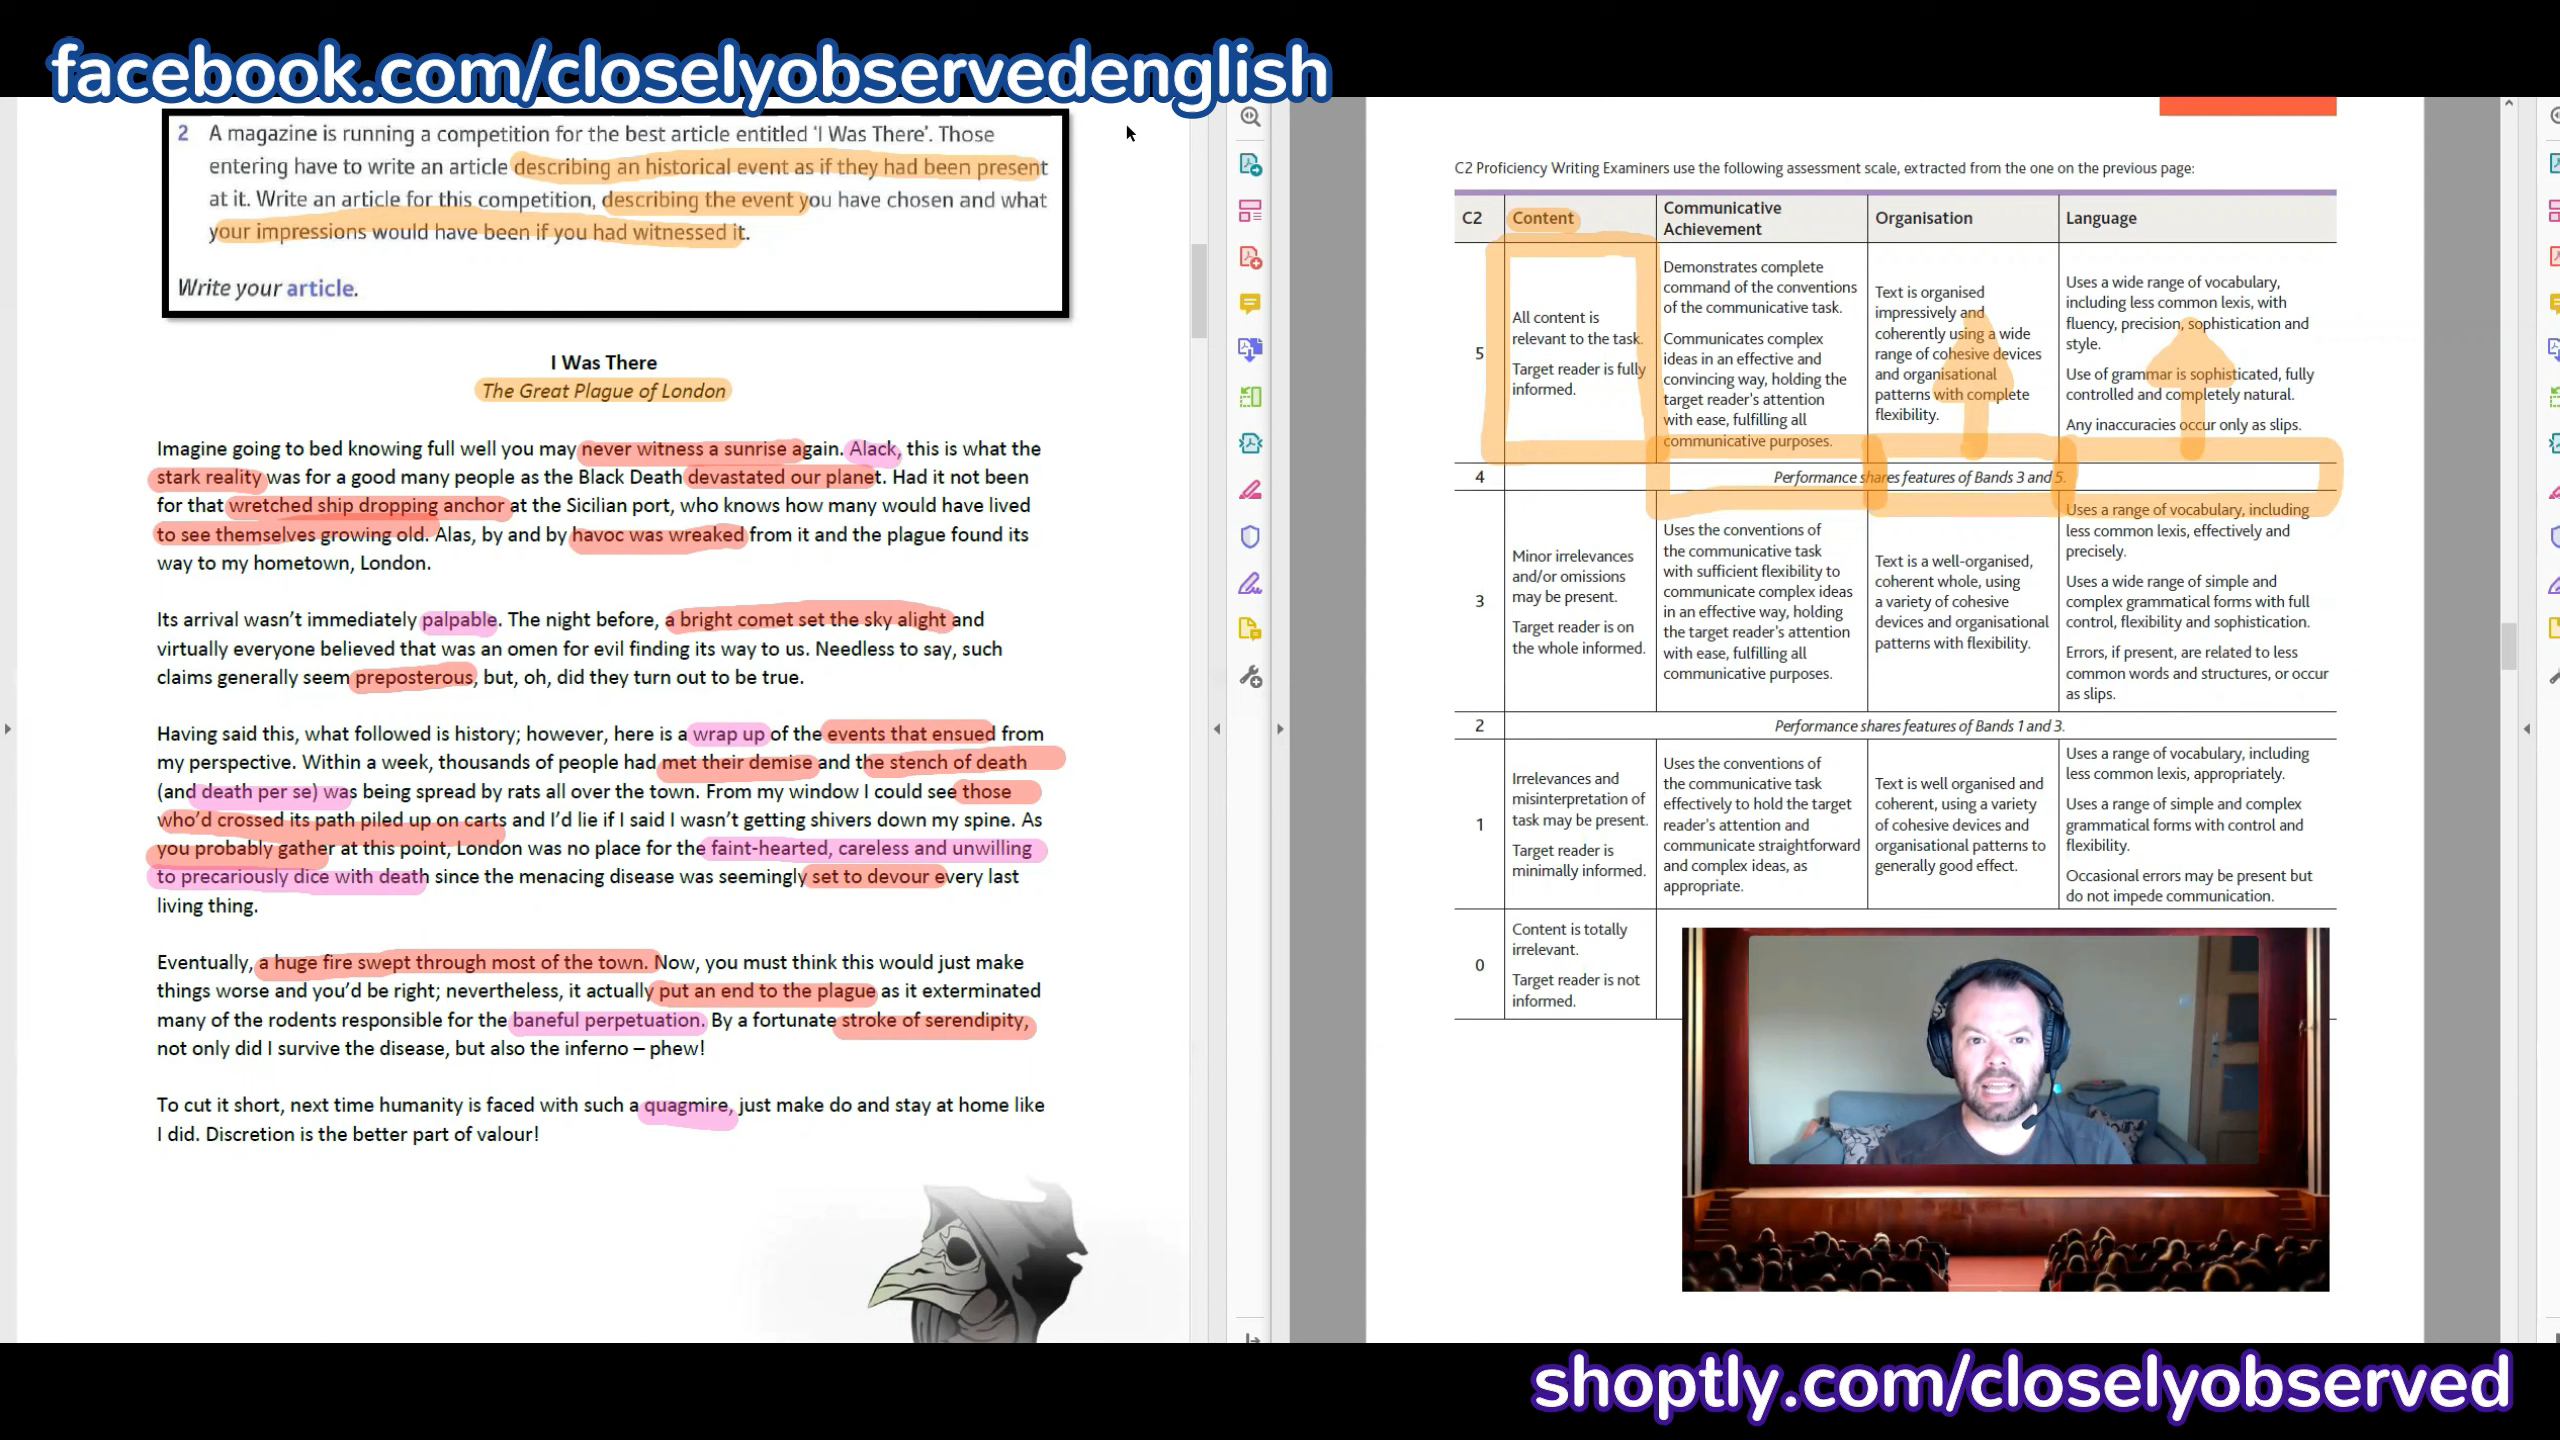 facebook.com/closelyobservedenglish
2 A magazine is running a competition for the best article entitled ‘I Was There’. Those
entering have to write an article describing an historical event as if they had been present
at it. Write an article for this competition, describing the event you have chosen and what
your impressions would have been if you had witnessed it.
Write your article.
I Was There
The Great Plague of London
Imagine going to bed knowing full well you may never witness a sunrise again. Alack, this is what the
stark reality was for a good many people as the Black Death devastated our planet. Had it not been
for that wretched ship dropping anchor at the Sicilian port, who knows how many would have lived
to see themselves growing old. Alas, by and by havoc was wreaked from it and the plague found its
way to my hometown, London.
Its arrival wasn’t immediately palpable. The night before, a bright comet set the sky alight and
virtually everyone believed that was an omen for evil finding its way to us. Needless to say, such
claims generally seem preposterous, but, oh, did they turn out to be true.
Having said this, what followed is history; however, here is a wrap up of the events that ensued from
my perspective. Within a week, thousands of people had met their demise and the stench of death
(and death per se) was being spread by rats all over the town. From my window I could see those
who’d crossed its path piled up on carts and I’d lie if I said I wasn’t getting shivers down my spine. As
you probably gather at this point, London was no place for the faint-hearted, careless and unwilling
to precariously dice with death since the menacing disease was seemingly set to devour every last
living thing.
Eventually, a huge fire swept through most of the town. Now, you must think this would just make
things worse and you’d be right; nevertheless, it actually put an end to the plague as it exterminated
many of the rodents responsible for the baneful perpetuation. By a fortunate stroke of serendipity,
not only did I survive the disease, but also the inferno – phew!
To cut it short, next time humanity is faced with such a quagmire, just make do and stay at home like
I did. Discretion is the better part of valour!
C2 Proficiency Writing Examiners use the following assessment scale, extracted from the one on the previous page:
C2
Content
Communicative
Achievement
Organisation
Language
5
All content is
relevant to the task.
Target reader is fully
informed.
Demonstrates complete
command of the conventions
of the communicative task.
Communicates complex
ideas in an effective and
convincing way, holding the
target reader’s attention
with ease, fulfilling all
communicative purposes.
Text is organised
impressively and
coherently using a wide
range of cohesive devices
and organisational
patterns with complete
flexibility.
Uses a wide range of vocabulary,
including less common lexis, with
fluency, precision, sophistication and
style.
Use of grammar is sophisticated, fully
controlled and completely natural.
Any inaccuracies occur only as slips.
4
Performance shares features of Bands 3 and 5.
3
Minor irrelevances
and/or omissions
may be present.
Target reader is on
the whole informed.
Uses the conventions of
the communicative task
with sufficient flexibility to
communicate complex ideas
in an effective way, holding
the target reader’s attention
with ease, fulfilling all
communicative purposes.
Text is a well-organised,
coherent whole, using
a variety of cohesive
devices and organisational
patterns with flexibility.
Uses a range of vocabulary, including
less common lexis, effectively and
precisely.
Uses a wide range of simple and
complex grammatical forms with full
control, flexibility and sophistication.
Errors, if present, are related to less
common words and structures, or occur
as slips.
2
Performance shares features of Bands 1 and 3.
1
Irrelevances and
misinterpretation of
task may be present.
Target reader is
minimally informed.
Uses the conventions of
the communicative task
effectively to hold the target
reader’s attention and
communicate straightforward
and complex ideas, as
appropriate.
Text is well organised and
coherent, using a variety
of cohesive devices and
organisational patterns to
generally good effect.
Uses a range of vocabulary, including
less common lexis, appropriately.
Uses a range of simple and complex
grammatical forms with control and
flexibility.
Occasional errors may be present but
do not impede communication.
0
Content is totally
irrelevant.
Target reader is not
informed.
shoptly.com/closelyobserved